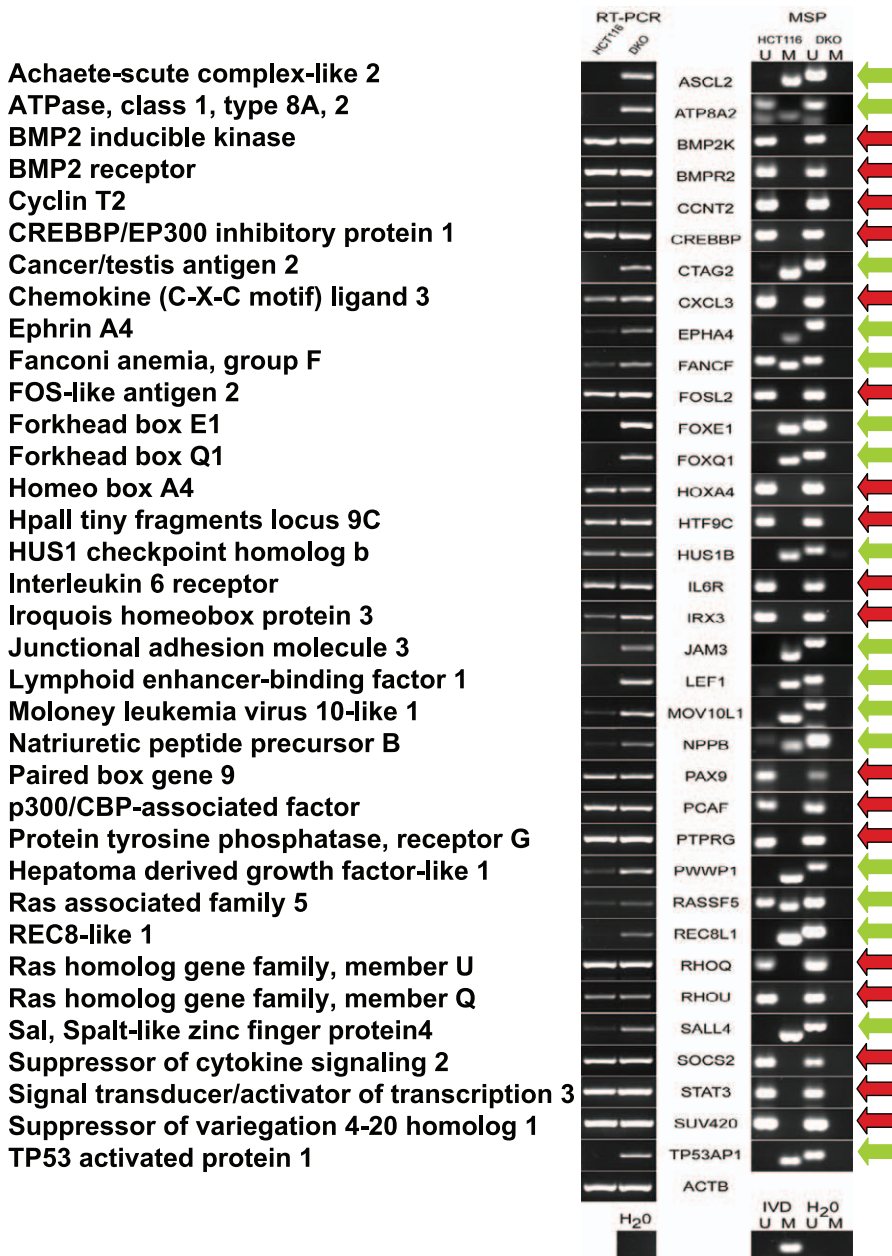 RT-PCR MSP
HCT116 DKO HCT116 DKO
U M U M
Achaete-scute complex-like 2 ASCL2
ATPase, class 1, type 8A, 2 ATP8A2
BMP2 inducible kinase BMP2K
BMP2 receptor BMPR2
Cyclin T2 CCNT2
CREBBP/EP300 inhibitory protein 1 CREBBP
Cancer/testis antigen 2 CTAG2
Chemokine (C-X-C motif) ligand 3 CXCL3
Ephrin A4 EPHA4
Fanconi anemia, group F FANCF
FOS-like antigen 2 FOSL2
Forkhead box E1 FOXE1
Forkhead box Q1 FOXQ1
Homeo box A4 HOXA4
Hpall tiny fragments locus 9C HTF9C
HUS1 checkpoint homolog b HUS1B
Interleukin 6 receptor IL6R
Iroquois homeobox protein 3 IRX3
Junctional adhesion molecule 3 JAM3
Lymphoid enhancer-binding factor 1 LEF1
Moloney leukemia virus 10-like 1 MOV10L1
Natriuretic peptide precursor B NPPB
Paired box gene 9 PAX9
p300/CBP-associated factor PCAF
Protein tyrosine phosphatase, receptor G PTPRG
Hepatoma derived growth factor-like 1 PWWP1
Ras associated family 5 RASSF5
REC8-like 1 REC8L1
Ras homolog gene family, member U RHOQ
Ras homolog gene family, member Q RHOU
Sal, Spalt-like zinc finger protein4 SALL4
Suppressor of cytokine signaling 2 SOCS2
Signal transducer/activator of transcription 3 STAT3
Suppressor of variegation 4-20 homolog 1 SUV420
TP53 activated protein 1 TP53AP1
ACTB
H20 IVD H20
U M U M